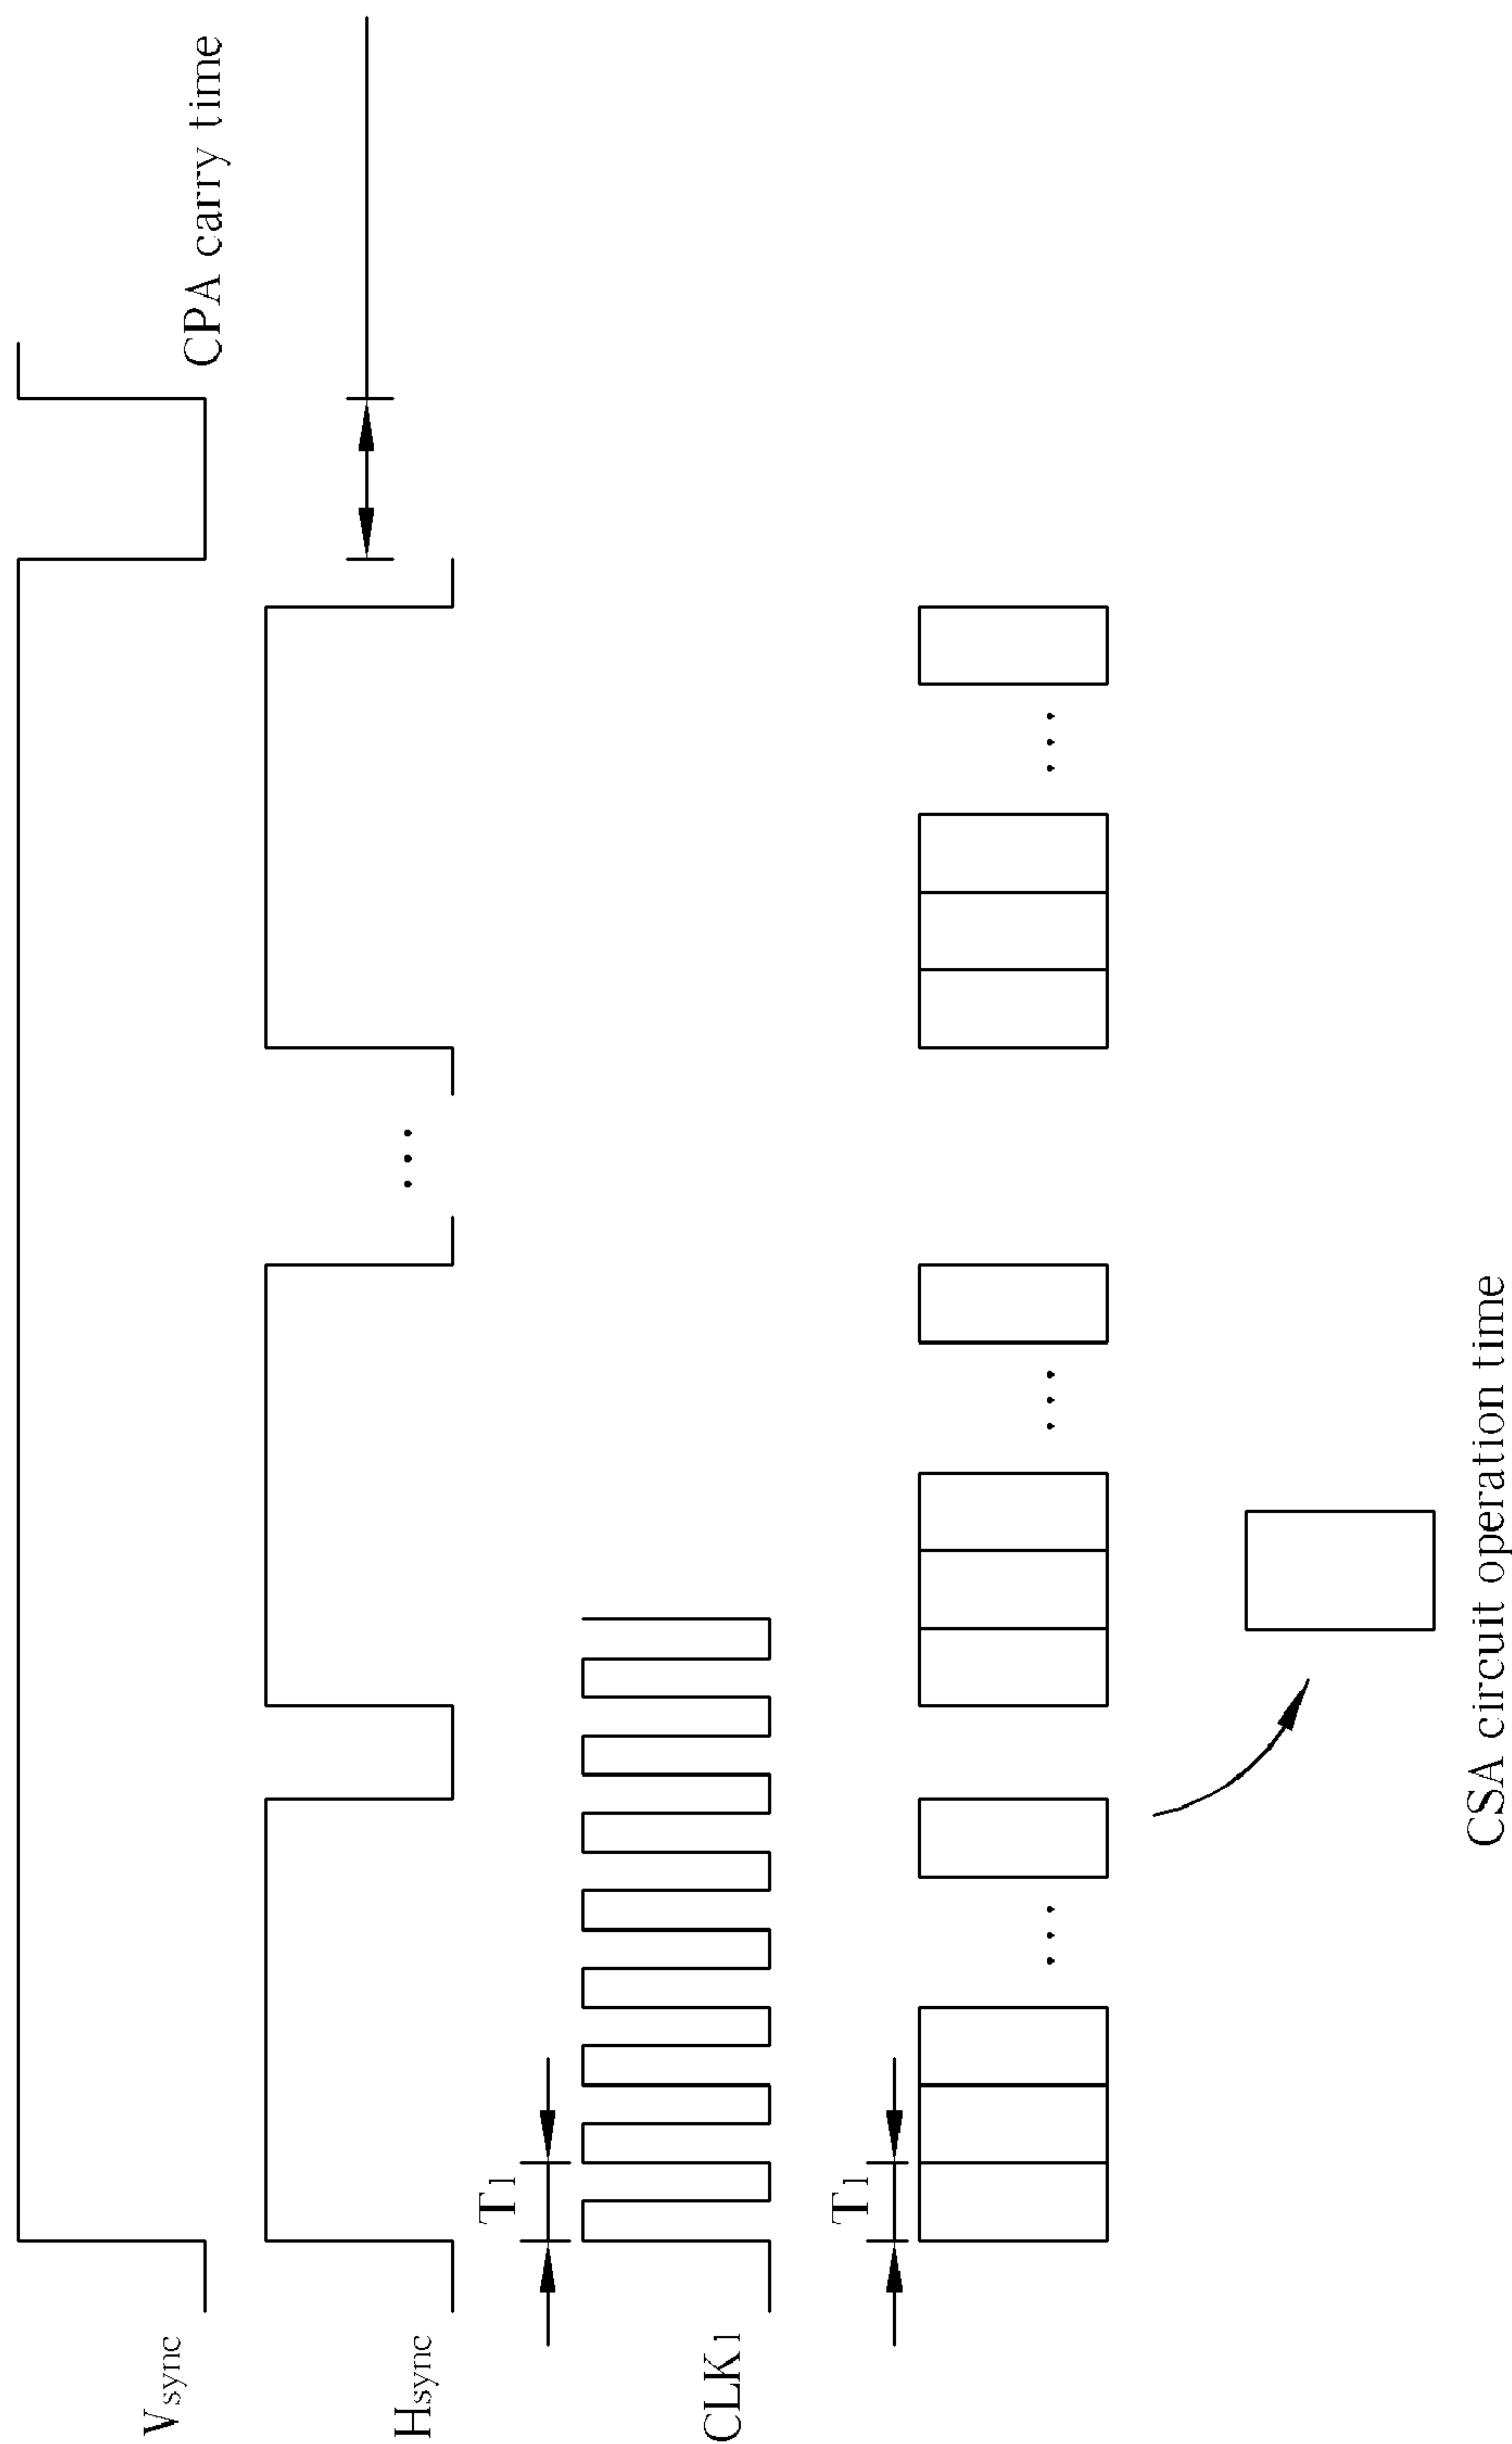 Vsync
CPA carry time
Hsync
T1
CLK1
T1
CSA circuit operation time